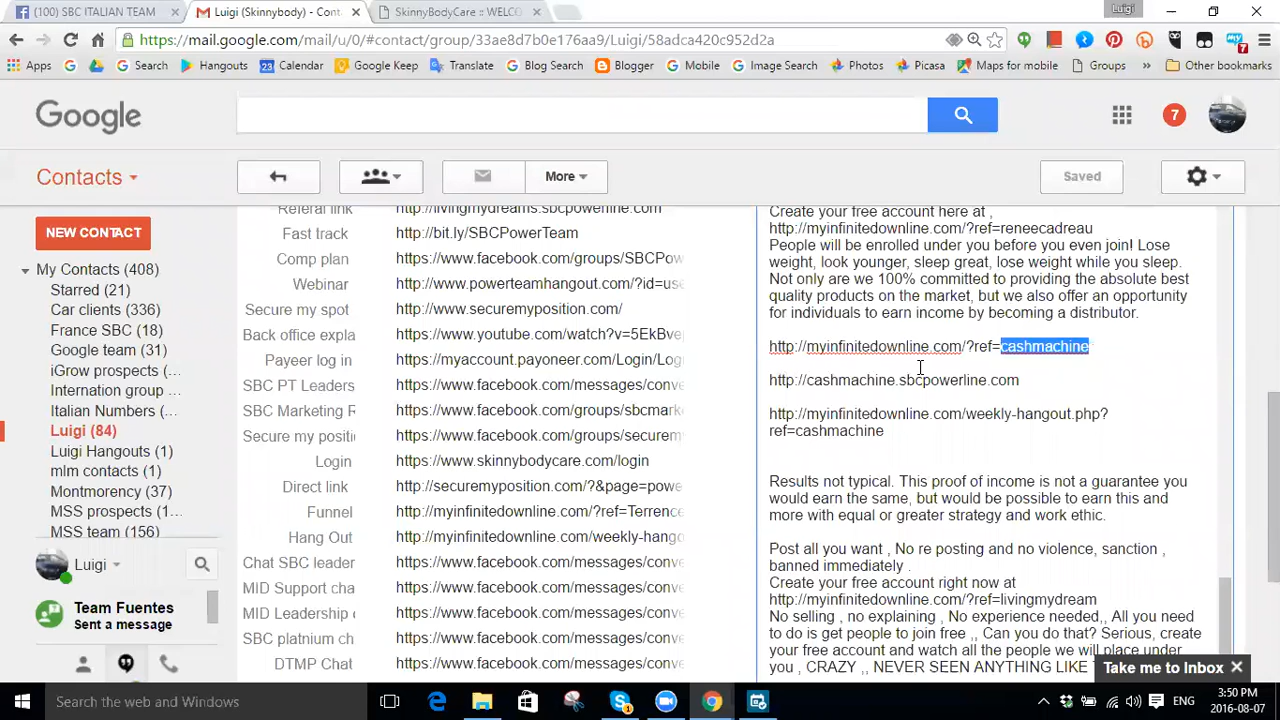 (100) SBC ITALIAN TEAM
Luigi (Skinnybody) - Cont
SkinnyBodyCare :: WELCO
Luigi
https://mail.google.com/mail/u/0/#contact/group/33ae8d7b0e176aa9/Luigi/58adca420c952d2a
Apps
Search
Hangouts
Calendar
Google Keep
Translate
Blog Search
Blogger
Mobile
Image Search
Photos
Picasa
Maps for mobile
Groups
Other bookmarks
Google
7
Contacts
More
Saved
NEW CONTACT
My Contacts (408)
Starred (21)
Car clients (336)
France SBC (18)
Google team (31)
iGrow prospects (...
Internation group ...
Italian Numbers (...
Luigi (84)
Luigi Hangouts (1)
mlm contacts (1)
Montmorency (37)
MSS prospects (1...
MSS team (156)
Luigi
Team Fuentes
Sent a message
Referal link http://livingmydreams.sbcpowerline.com
Fast track http://bit.ly/SBCPowerTeam
Comp plan https://www.facebook.com/groups/SBCPo
Webinar http://www.powerteamhangout.com/?id=use
Secure my spot http://www.securemyposition.com/
Back office expla https://www.youtube.com/watch?v=5EkBve
Payeer log in https://myaccount.payoneer.com/Login/Log
SBC PT Leaders https://www.facebook.com/messages/conve
SBC Marketing R https://www.facebook.com/groups/sbcmark
Secure my positi https://www.facebook.com/groups/securem
Login https://www.skinnybodycare.com/login
Direct link http://securemyposition.com/?&page=powe
Funnel http://myinfinitedownline.com/?ref=Terrenc
Hang Out http://myinfinitedownline.com/weekly-hango
Chat SBC leader https://www.facebook.com/messages/conve
MID Support cha https://www.facebook.com/messages/conve
MID Leadership c https://www.facebook.com/messages/conve
SBC platnium ch https://www.facebook.com/messages/conve
DTMP Chat https://www.facebook.com/messages/conve
Create your free account here at ,
http://myinfinitedownline.com/?ref=reneecadreau
People will be enrolled under you before you even join! Lose
weight, look younger, sleep great, lose weight while you sleep.
Not only are we 100% committed to providing the absolute best
quality products on the market, but we also offer an opportunity
for individuals to earn income by becoming a distributor.
http://myinfinitedownline.com/?ref=cashmachine
http://cashmachine.sbcpowerline.com
http://myinfinitedownline.com/weekly-hangout.php?
ref=cashmachine
Results not typical. This proof of income is not a guarantee you
would earn the same, but would be possible to earn this and
more with equal or greater strategy and work ethic.
Post all you want , No re posting and no violence, sanction ,
banned immediately .
Create your free account right now at
http://myinfinitedownline.com/?ref=livingmydream
No selling , no explaining , No experience needed,, All you need
to do is get people to join free ,, Can you do that? Serious, create
your free account and watch all the people we will place under
you , CRAZY ,, NEVER SEEN ANYTHING LIKE
Take me to Inbox
Search the web and Windows
ENG
3:50 PM
2016-08-07